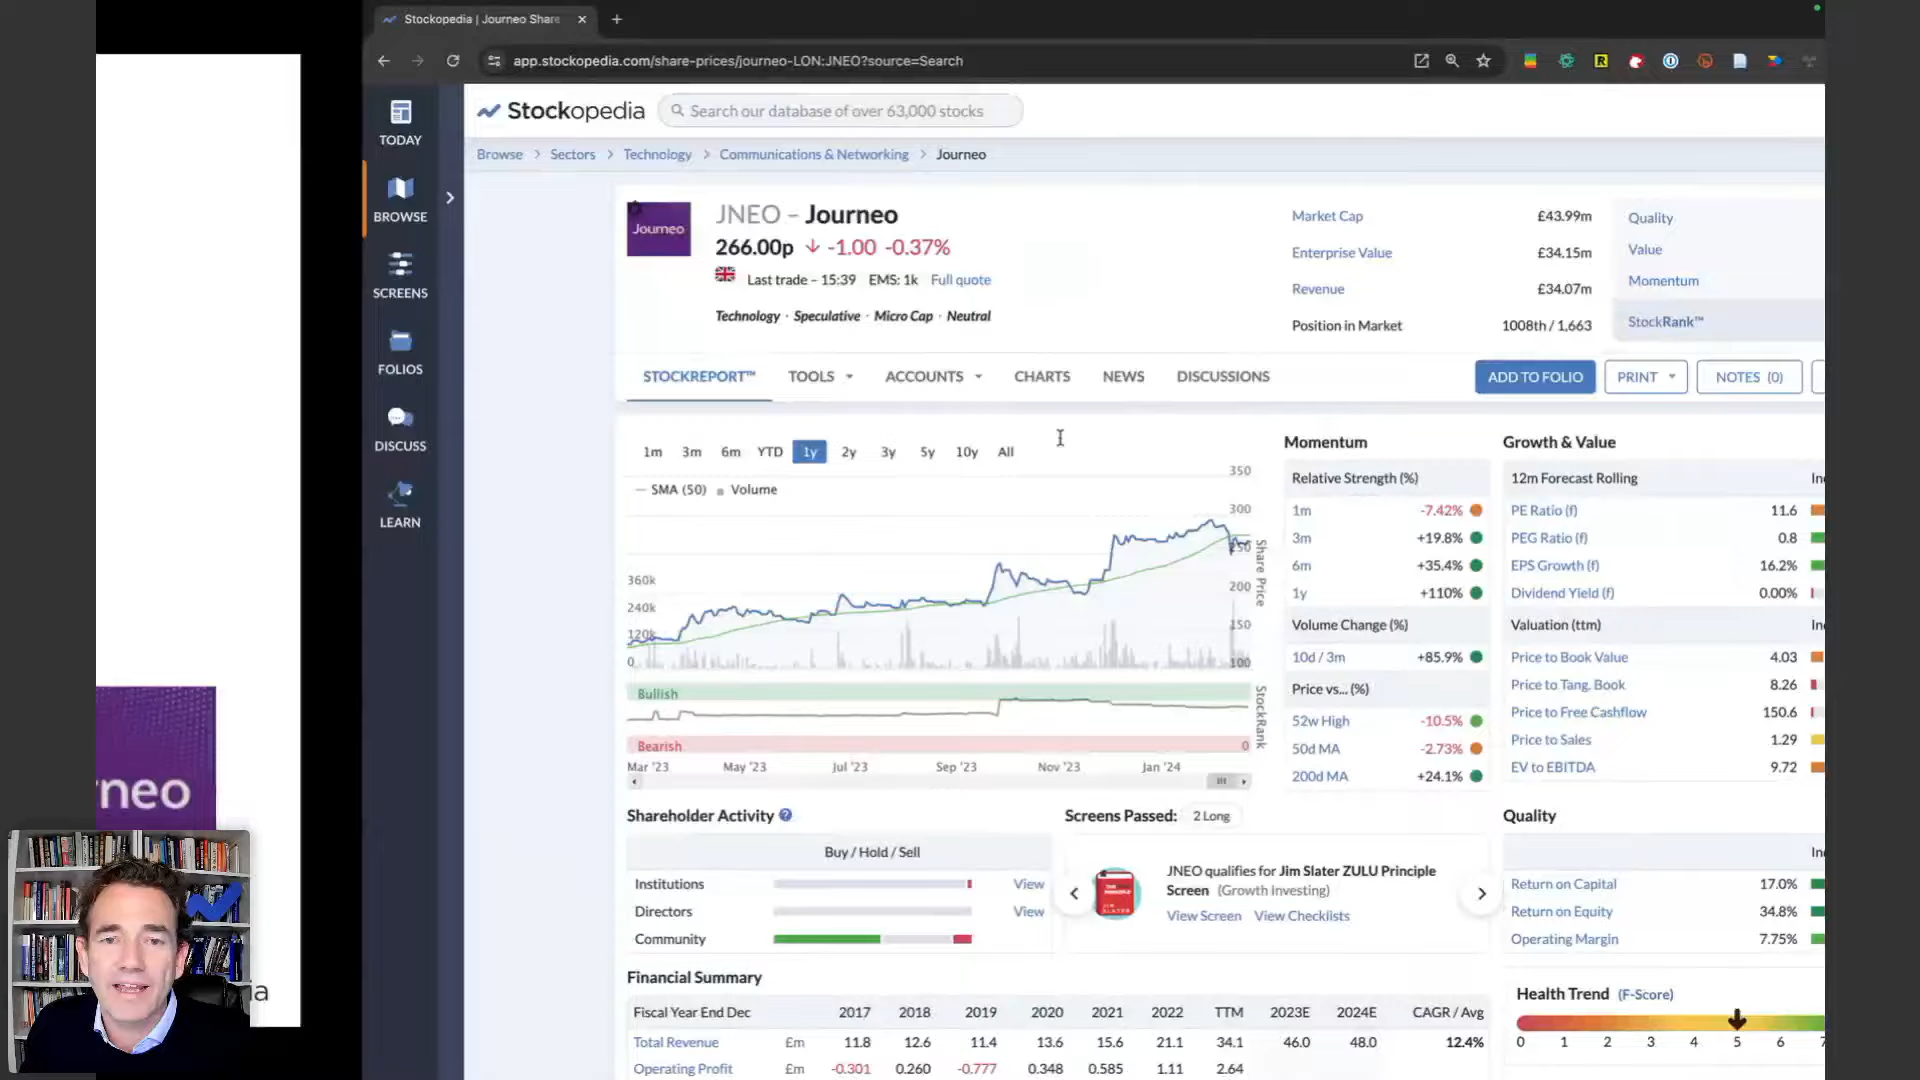 Stockopedia | Journeo Share
app.stockopedia.com/share-prices/journeo-LON:JNEO?source=Search
TODAY
BROWSE
SCREENS
FOLIOS
DISCUSS
LEARN
Stockopedia
Search our database of over 63,000 stocks
Browse > Sectors > Technology > Communications & Networking > Journeo
Journeo
JNEO – Journeo
266.00p ↓ -1.00 -0.37%
Last trade – 15:39 EMS: 1k Full quote
Technology · Speculative · Micro Cap · Neutral
Market Cap £43.99m
Enterprise Value £34.15m
Revenue £34.07m
Position in Market 1008th / 1,663
Quality
Value
Momentum
StockRank™
STOCKREPORT™ TOOLS ACCOUNTS CHARTS NEWS DISCUSSIONS
ADD TO FOLIO PRINT NOTES (0)
1m 3m 6m YTD 1y 2y 3y 5y 10y All
SMA (50) Volume
350
300
250
200
150
100
Share Price
360k
240k
120k
0
Bullish
Bearish
0
StockRank
Mar '23 May '23 Jul '23 Sep '23 Nov '23 Jan '24
Momentum
Relative Strength (%)
1m -7.42%
3m +19.8%
6m +35.4%
1y +110%
Volume Change (%)
10d / 3m +85.9%
Price vs... (%)
52w High -10.5%
50d MA -2.73%
200d MA +24.1%
Growth & Value
12m Forecast Rolling In
PE Ratio (f) 11.6
PEG Ratio (f) 0.8
EPS Growth (f) 16.2%
Dividend Yield (f) 0.00%
Valuation (ttm) In
Price to Book Value 4.03
Price to Tang. Book 8.26
Price to Free Cashflow 150.6
Price to Sales 1.29
EV to EBITDA 9.72
Shareholder Activity ?
Buy / Hold / Sell
Institutions View
Directors View
Community
Screens Passed: 2 Long
JNEO qualifies for Jim Slater ZULU Principle
Screen (Growth Investing)
View Screen View Checklists
Quality
In
Return on Capital 17.0%
Return on Equity 34.8%
Operating Margin 7.75%
Health Trend (F-Score)
0 1 2 3 4 5 6 7
Financial Summary
Fiscal Year End Dec 2017 2018 2019 2020 2021 2022 TTM 2023E 2024E CAGR / Avg
Total Revenue £m 11.8 12.6 11.4 13.6 15.6 21.1 34.1 46.0 48.0 12.4%
Operating Profit £m -0.301 0.260 -0.777 0.348 0.585 1.11 2.64
rneo
ia